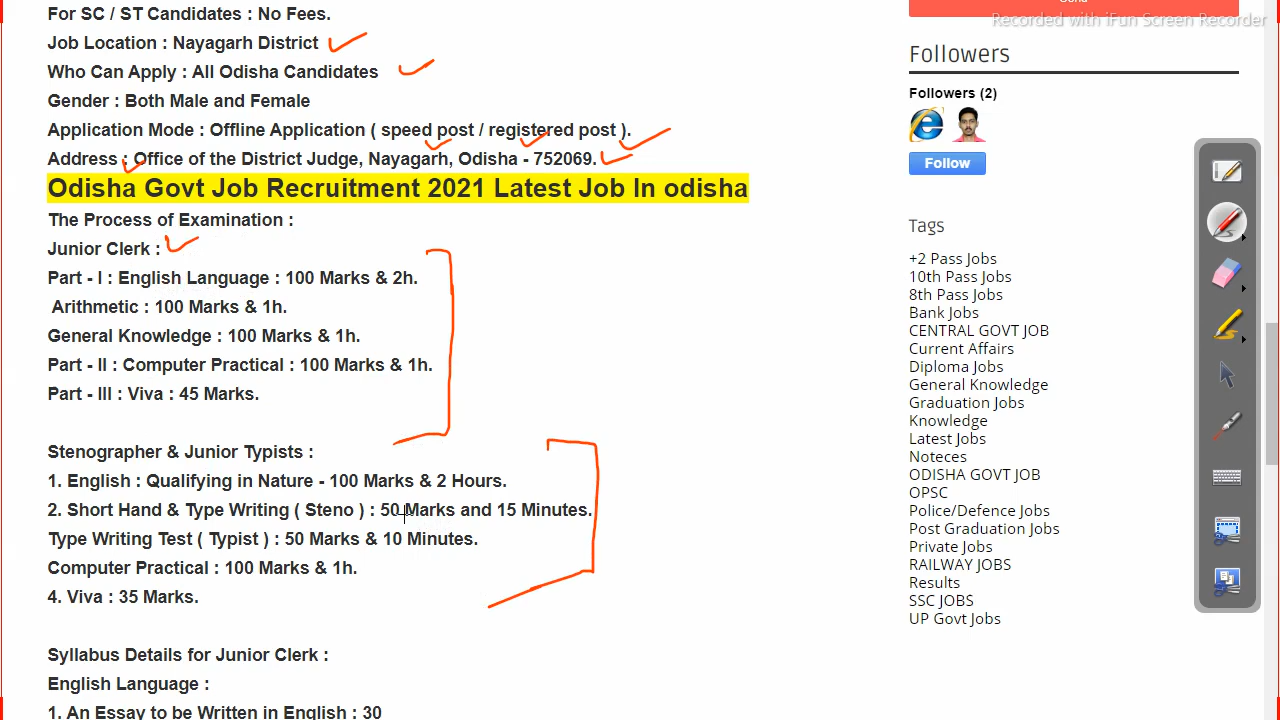 For SC / ST Candidates : No Fees.
Job Location : Nayagarh District
Who Can Apply : All Odisha Candidates
Gender : Both Male and Female
Application Mode : Offline Application ( speed post / registered post ).
Address : Office of the District Judge, Nayagarh, Odisha - 752069.
Odisha Govt Job Recruitment 2021 Latest Job In odisha
The Process of Examination :
Junior Clerk :
Part - I : English Language : 100 Marks & 2h.
Arithmetic : 100 Marks & 1h.
General Knowledge : 100 Marks & 1h.
Part - II : Computer Practical : 100 Marks & 1h.
Part - III : Viva : 45 Marks.
Stenographer & Junior Typists :
1. English : Qualifying in Nature - 100 Marks & 2 Hours.
2. Short Hand & Type Writing ( Steno ) : 50 Marks and 15 Minutes.
Type Writing Test ( Typist ) : 50 Marks & 10 Minutes.
Computer Practical : 100 Marks & 1h.
4. Viva : 35 Marks.
Syllabus Details for Junior Clerk :
English Language :
1. An Essay to be Written in English : 30
Recorded with iFun Screen Recorder
Followers
Followers (2)
Follow
Tags
+2 Pass Jobs
10th Pass Jobs
8th Pass Jobs
Bank Jobs
CENTRAL GOVT JOB
Current Affairs
Diploma Jobs
General Knowledge
Graduation Jobs
Knowledge
Latest Jobs
Noteces
ODISHA GOVT JOB
OPSC
Police/Defence Jobs
Post Graduation Jobs
Private Jobs
RAILWAY JOBS
Results
SSC JOBS
UP Govt Jobs